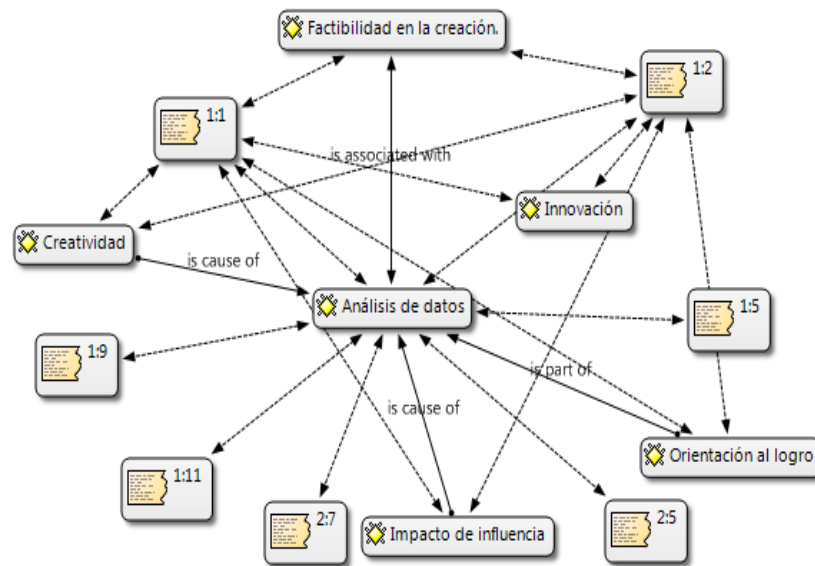 Factibilidad en la creación.
1:2
1:1
is associated with
Innovación
Creatividad
is cause of
Análisis de datos
1:5
1:9
is part of
is cause of
Orientación al logro
1:11
2:7
Impacto de influencia
2:5